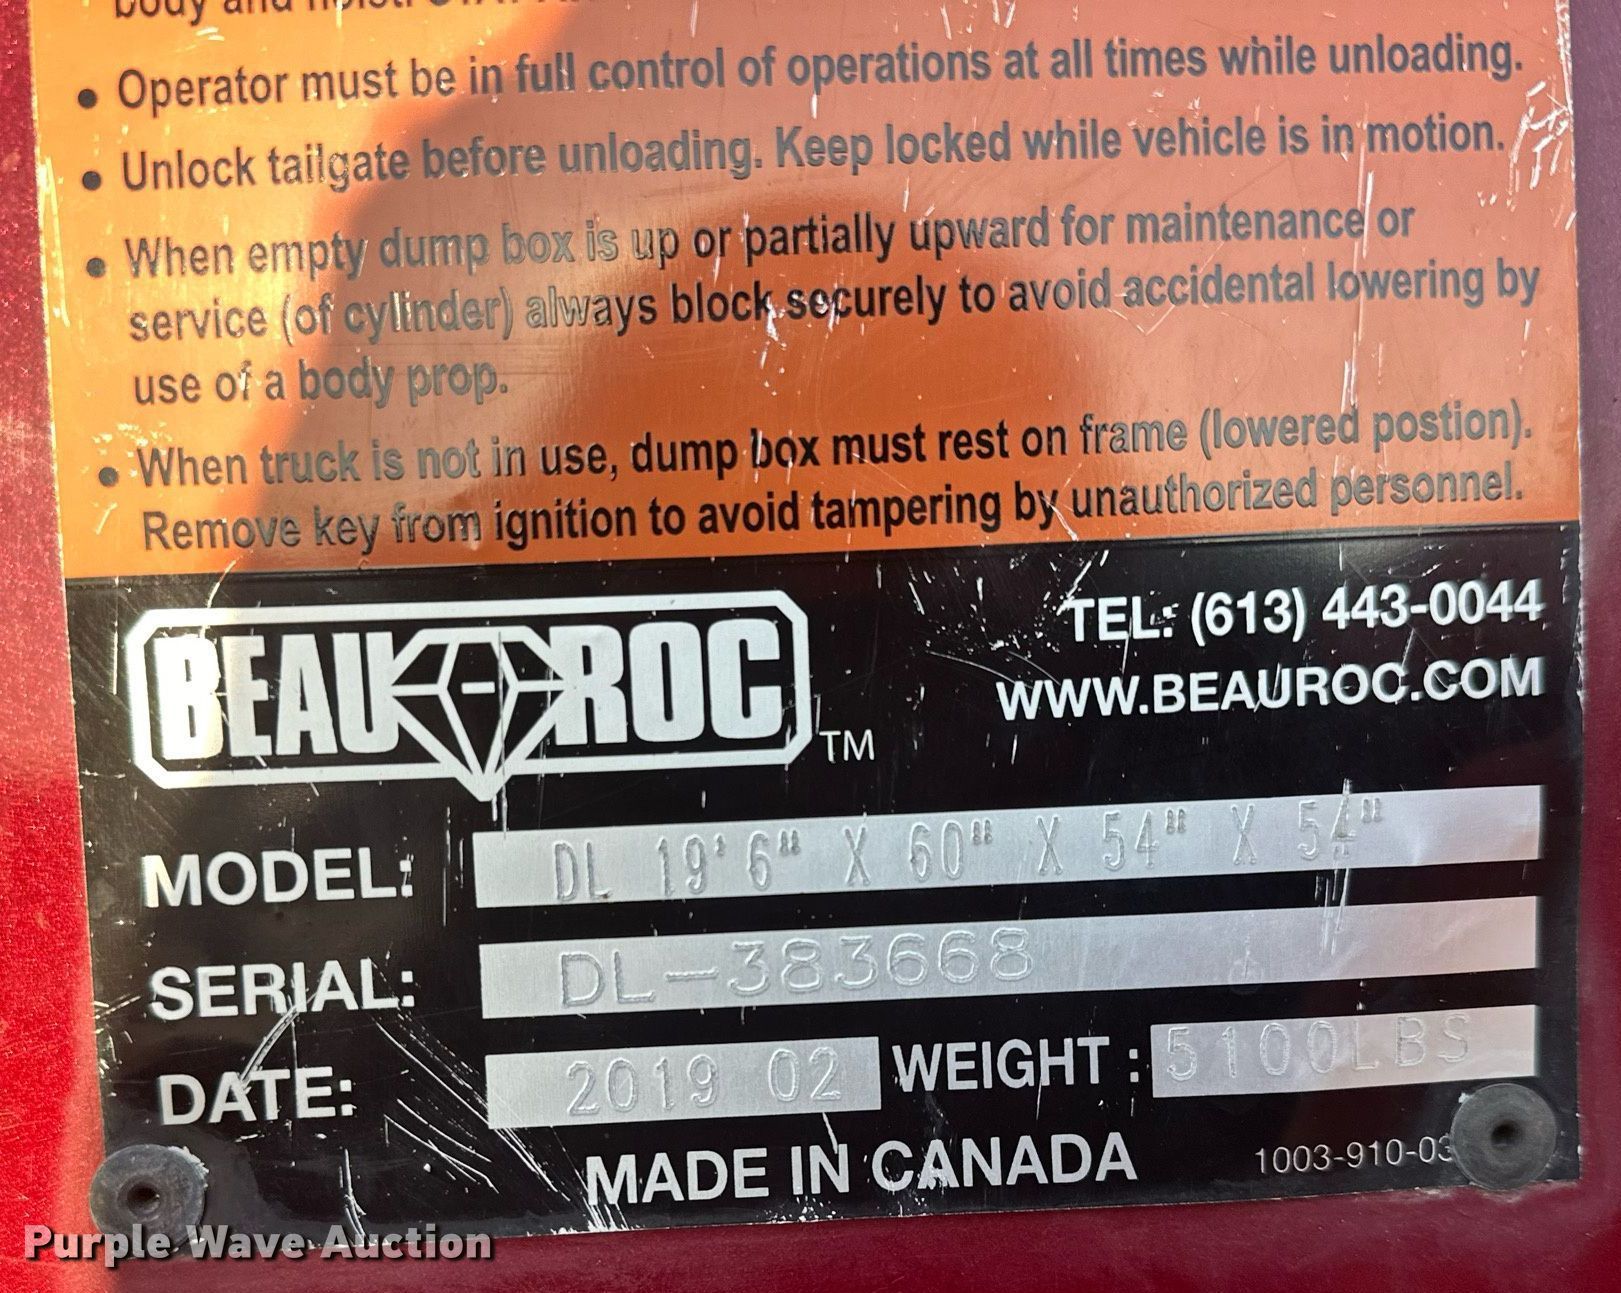 body and
• Operator must be in full control of operations at all times while unloading.
• Unlock tailgate before unloading. Keep locked while vehicle is in motion.
• When empty dump box is up or partially upward for maintenance or
service (of cylinder) always block securely to avoid accidental lowering by
use of a body prop.
• When truck is not in use, dump box must rest on frame (lowered postion).
Remove key from ignition to avoid tampering by unauthorized personnel.
BEAU-ROC TM
TEL: (613) 443-0044
WWW.BEAUROC.COM
MODEL: DL 19'6" X 60" X 54" X 54"
SERIAL: DL-383668
DATE: 2019 02 WEIGHT: 5100LBS
MADE IN CANADA
1003-910-03
Purple Wave Auction